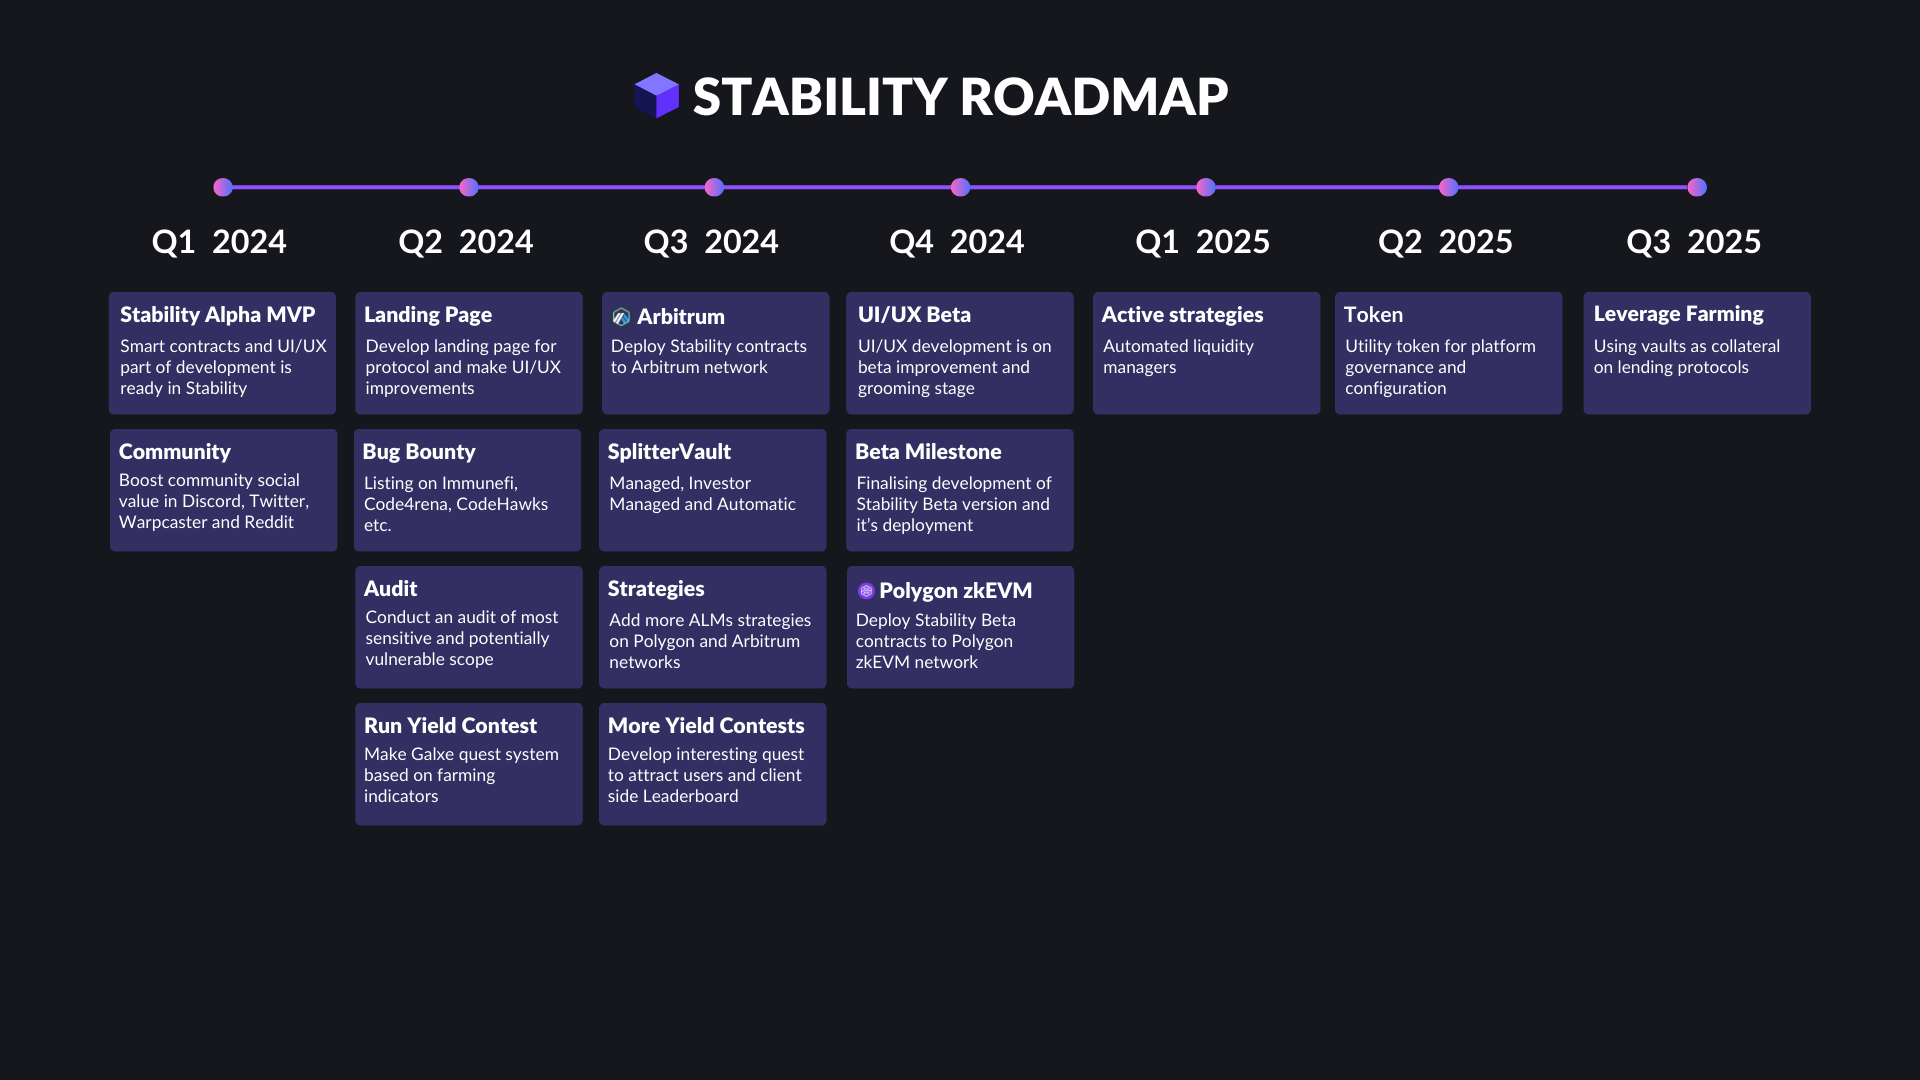 STABILITY ROADMAP
Q1 2024
Q2 2024
Q3 2024
Q4 2024
Q1 2025
Q2 2025
Q3 2025
Stability Alpha MVP
Smart contracts and UI/UX
part of development is
ready in Stability
Community
Boost community social
value in Discord, Twitter,
Warpcaster and Reddit
Landing Page
Develop landing page for
protocol and make UI/UX
improvements
Bug Bounty
Listing on Immunefi,
Code4rena, CodeHawks
etc.
Audit
Conduct an audit of most
sensitive and potentially
vulnerable scope
Run Yield Contest
Make Galxe quest system
based on farming
indicators
Arbitrum
Deploy Stability contracts
to Arbitrum network
SplitterVault
Managed, Investor
Managed and Automatic
Strategies
Add more ALMs strategies
on Polygon and Arbitrum
networks
More Yield Contests
Develop interesting quest
to attract users and client
side Leaderboard
UI/UX Beta
UI/UX development is on
beta improvement and
grooming stage
Beta Milestone
Finalising development of
Stability Beta version and
it’s deployment
Polygon zkEVM
Deploy Stability Beta
contracts to Polygon
zkEVM network
Active strategies
Automated liquidity
managers
Token
Utility token for platform
governance and
configuration
Leverage Farming
Using vaults as collateral
on lending protocols